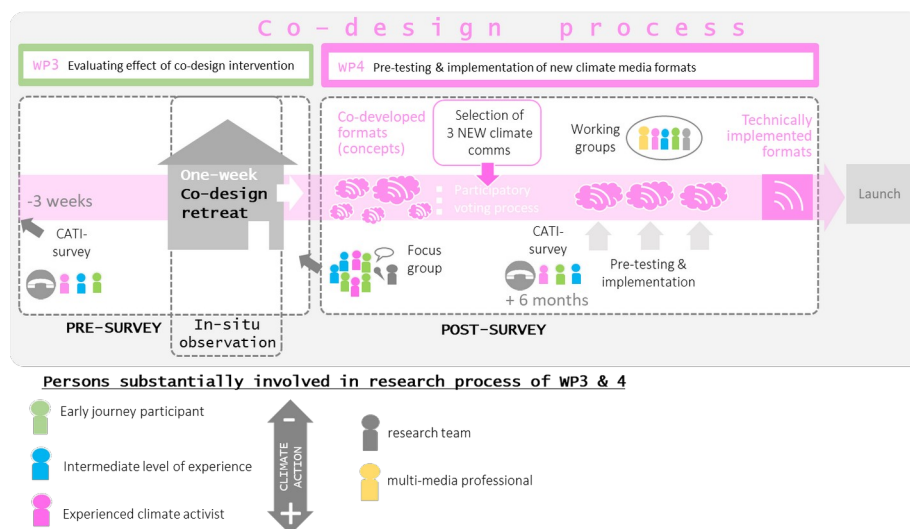 Co-design process
WP3 Evaluating effect of co-design intervention
WP4 Pre-testing & implementation of new climate media formats
-3 weeks
CATI-
survey
One-week
Co-design
retreat
PRE-SURVEY
In-situ
observation
Co-developed
formats
(concepts)
Selection of
3 NEW climate
comms
Participatory
voting process
Working
groups
Technically
implemented
formats
Launch
Focus
group
CATI-
survey
+ 6 months
Pre-testing &
implementation
POST-SURVEY
Persons substantially involved in research process of WP3 & 4
Early journey participant
Intermediate level of experience
Experienced climate activist
-
CLIMATE
ACTION
+
research team
multi-media professional